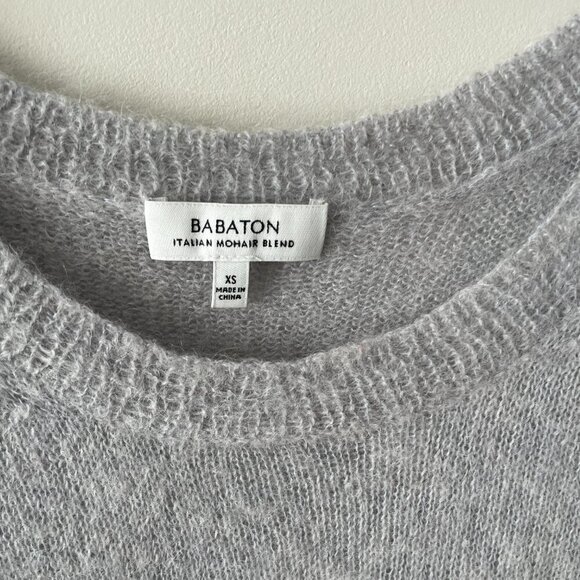 BABATON
ITALIAN MOHAIR BLEND
XS
MADE IN
CHINA